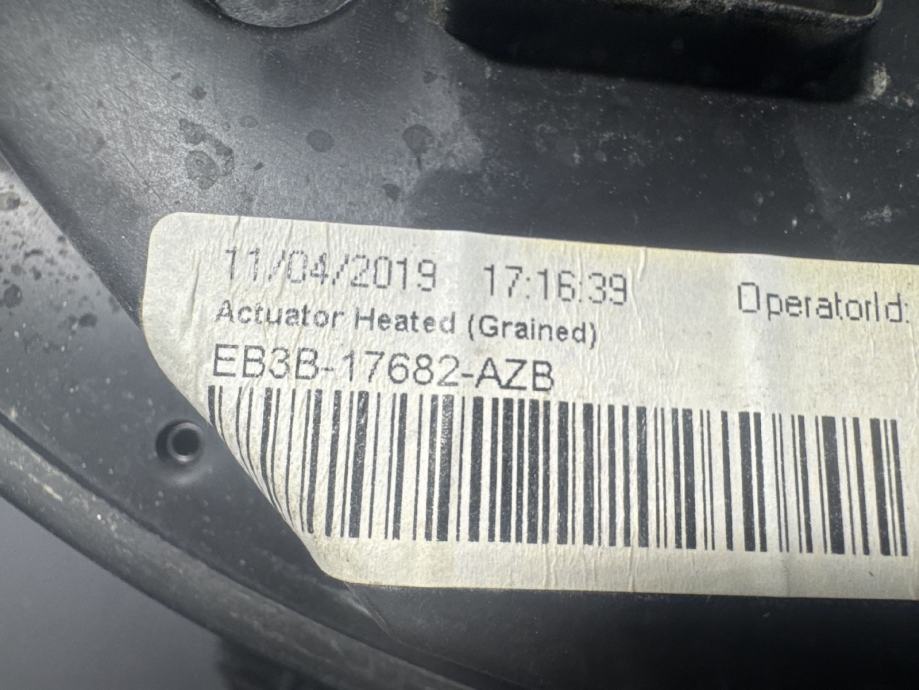 11/04/2019 17:16:39 OperatorId:
Actuator Heated (Grained)
EB3B-17682-AZB